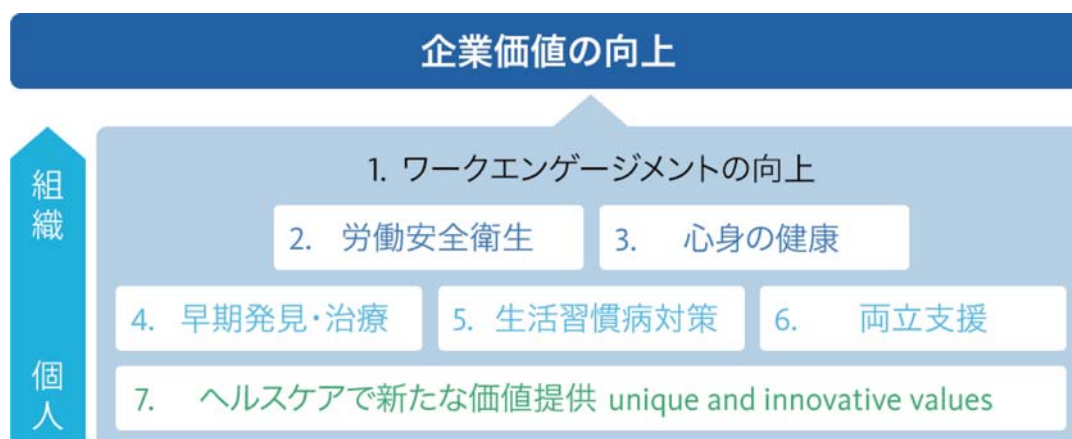 企業価値の向上
組織
1. ワークエンゲージメントの向上
2. 労働安全衛生
3. 心身の健康
4. 早期発見・治療
5. 生活習慣病対策
6. 両立支援
個人
7. ヘルスケアで新たな価値提供 unique and innovative values